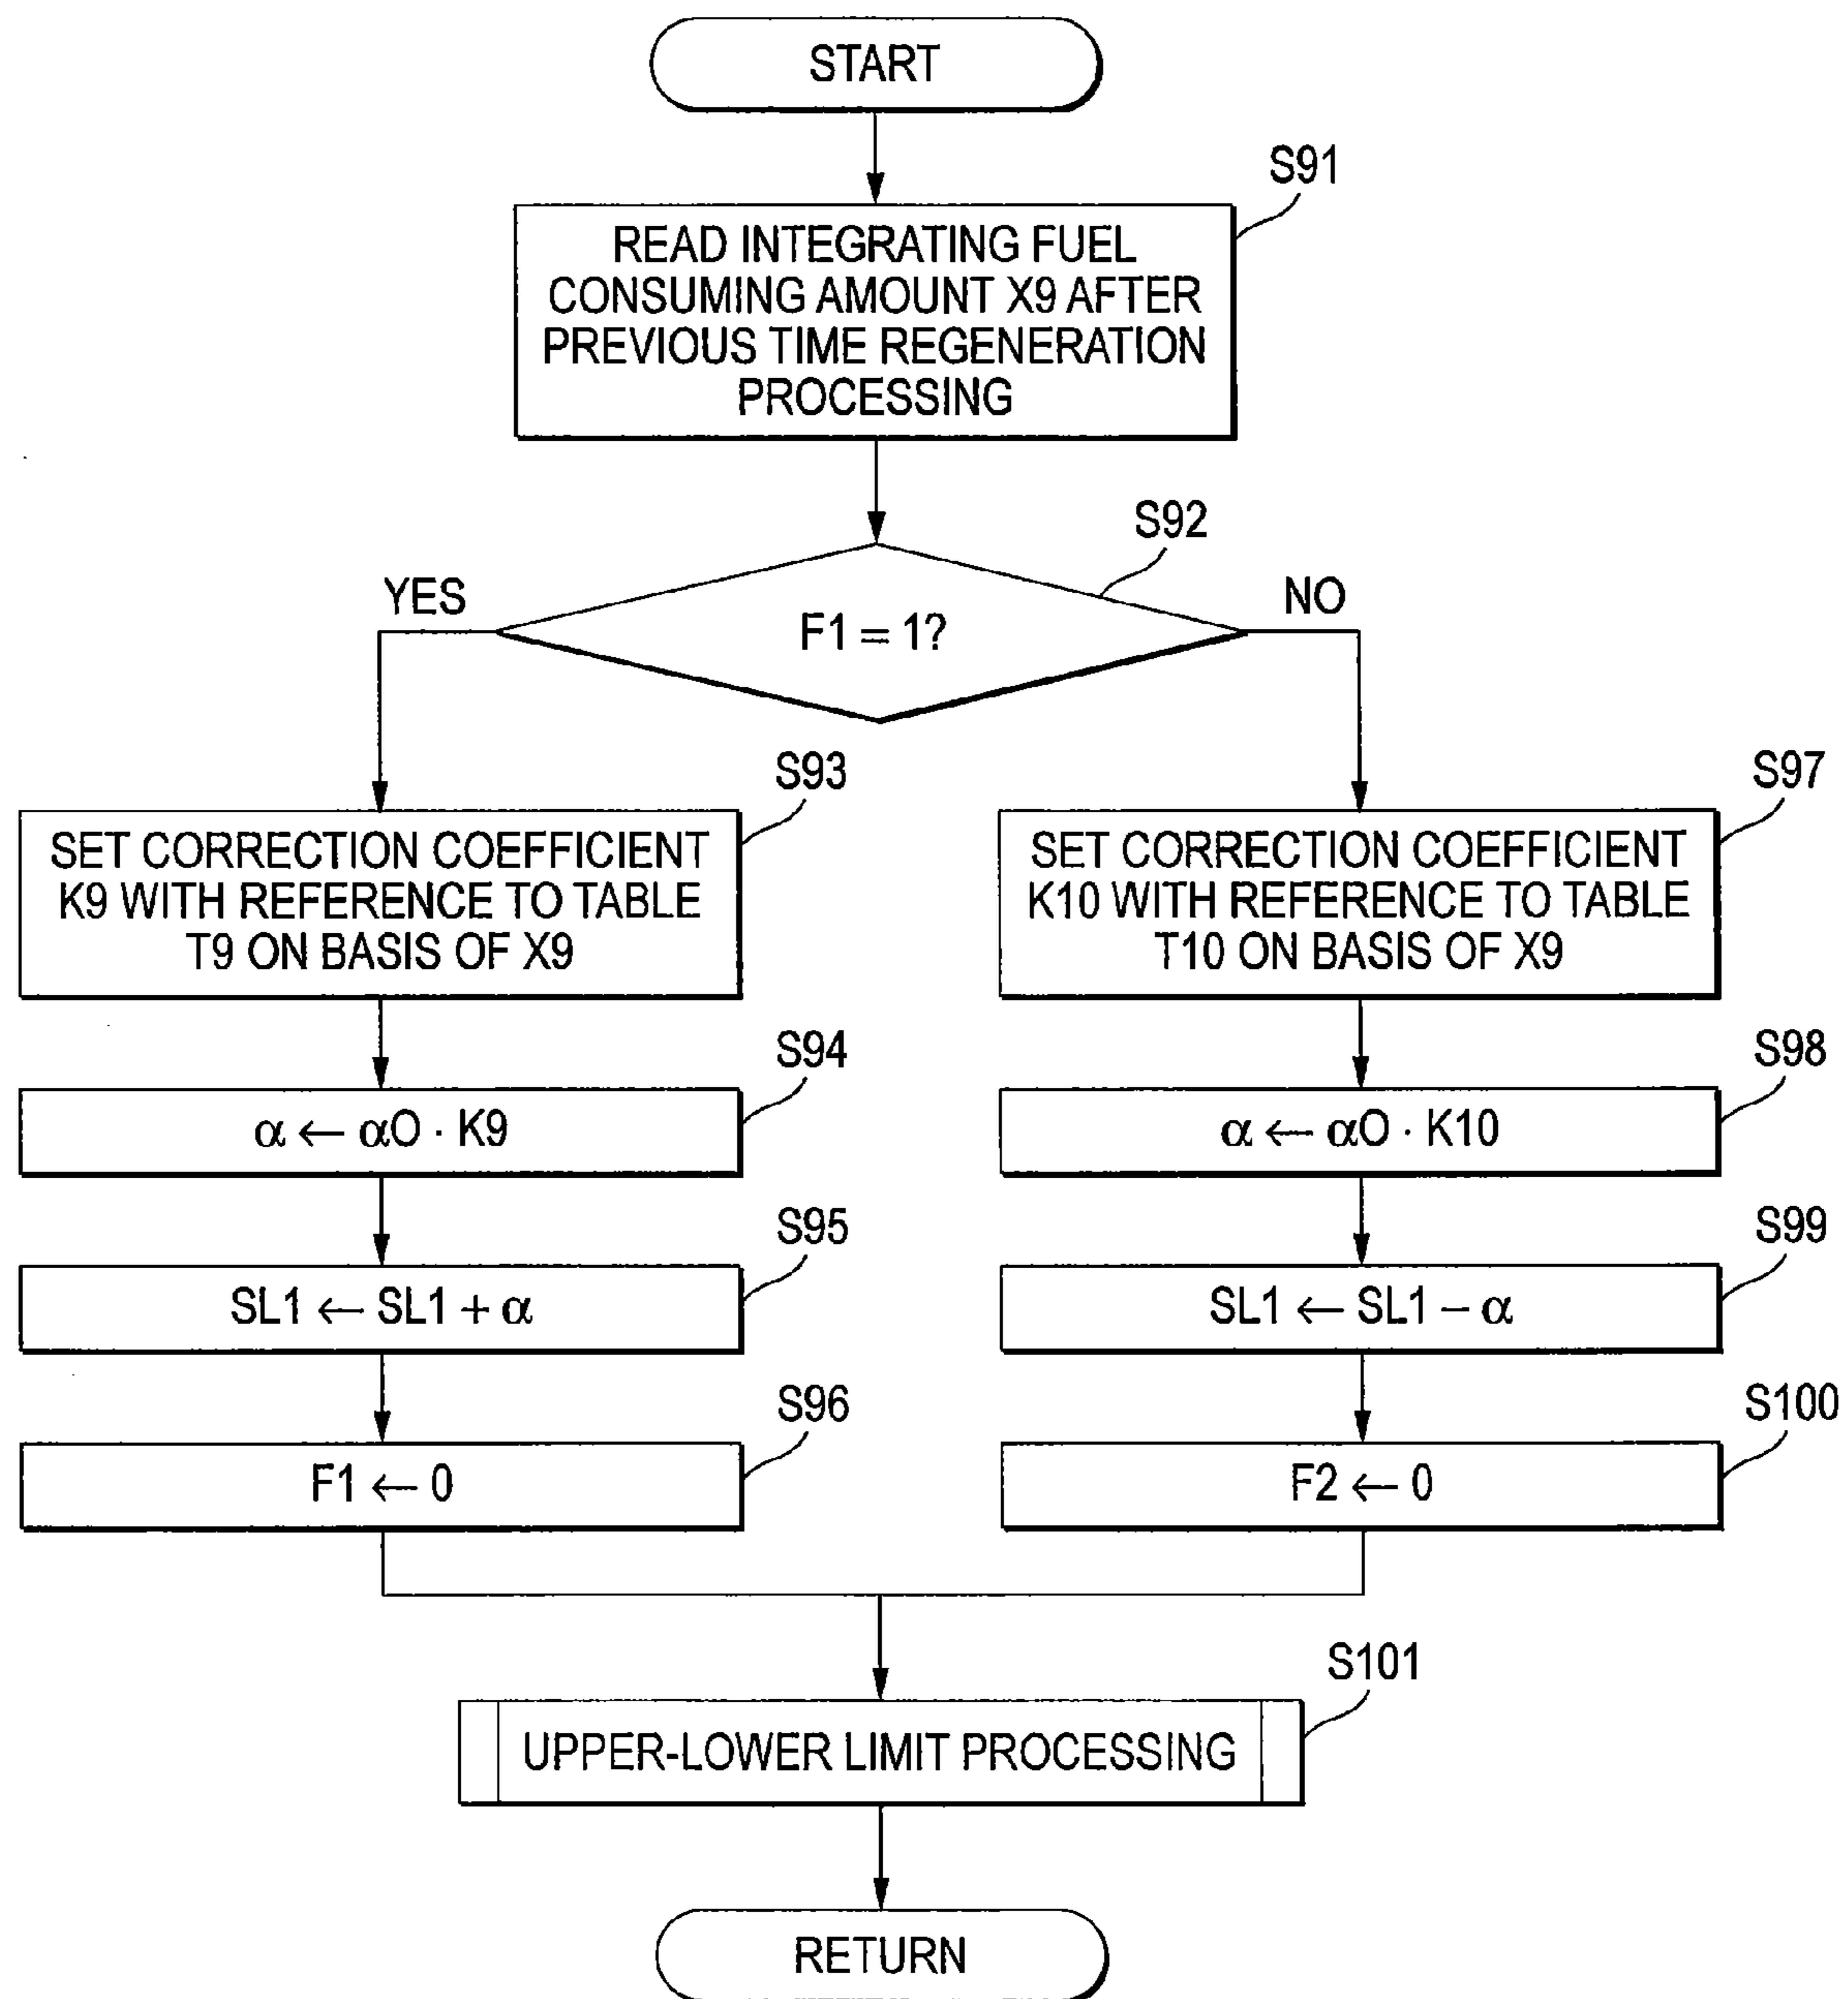 START
S91
READ INTEGRATING FUEL
CONSUMING AMOUNT X9 AFTER
PREVIOUS TIME REGENERATION
PROCESSING
S92
YES
NO
F1 = 1?
S93
SET CORRECTION COEFFICIENT
K9 WITH REFERENCE TO TABLE
T9 ON BASIS OF X9
S97
SET CORRECTION COEFFICIENT
K10 WITH REFERENCE TO TABLE
T10 ON BASIS OF X9
S94
α ← αO · K9
S98
α ← αO · K10
S95
SL1 ← SL1 + α
S99
SL1 ← SL1 − α
S96
F1 ← 0
S100
F2 ← 0
S101
UPPER-LOWER LIMIT PROCESSING
RETURN